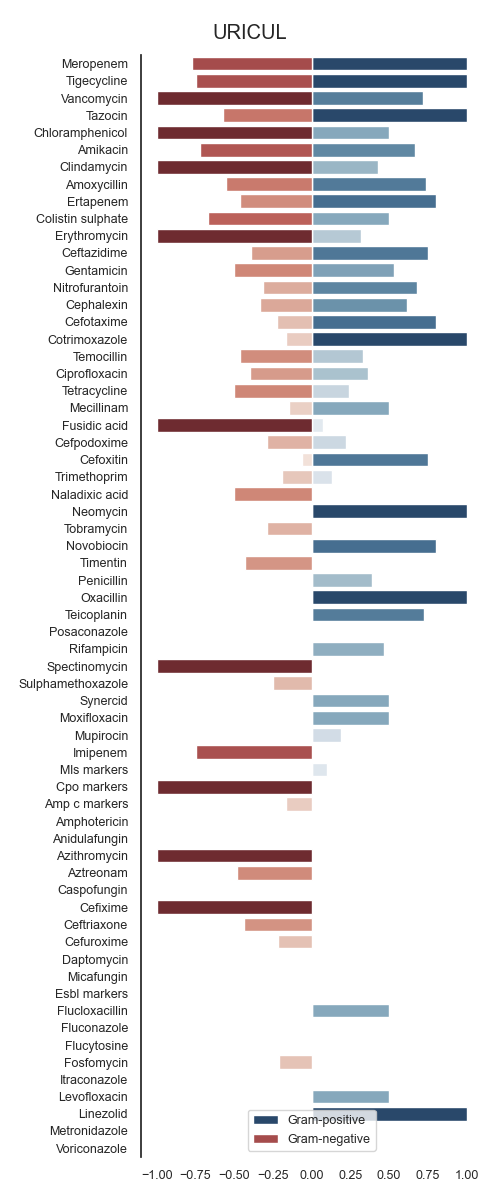 URICUL
Meropenem
Tigecycline
Vancomycin
Tazocin
Chloramphenicol
Amikacin
Clindamycin
Amoxycillin
Ertapenem
Colistin sulphate
Erythromycin
Ceftazidime
Gentamicin
Nitrofurantoin
Cephalexin
Cefotaxime
Cotrimoxazole
Temocillin
Ciprofloxacin
Tetracycline
Mecillinam
Fusidic acid
Cefpodoxime
Cefoxitin
Trimethoprim
Naladixic acid
Neomycin
Tobramycin
Novobiocin
Timentin
Penicillin
Oxacillin
Teicoplanin
Posaconazole
Rifampicin
Spectinomycin
Sulphamethoxazole
Synercid
Moxifloxacin
Mupirocin
Imipenem
Mls markers
Cpo markers
Amp c markers
Amphotericin
Anidulafungin
Azithromycin
Aztreonam
Caspofungin
Cefixime
Ceftriaxone
Cefuroxime
Daptomycin
Micafungin
Esbl markers
Flucloxacillin
Fluconazole
Flucytosine
Fosfomycin
Itraconazole
Levofloxacin
Linezolid
Metronidazole
Voriconazole
Gram-positive
Gram-negative
−1.00 −0.75 −0.50 −0.25 0.00 0.25 0.50 0.75 1.00